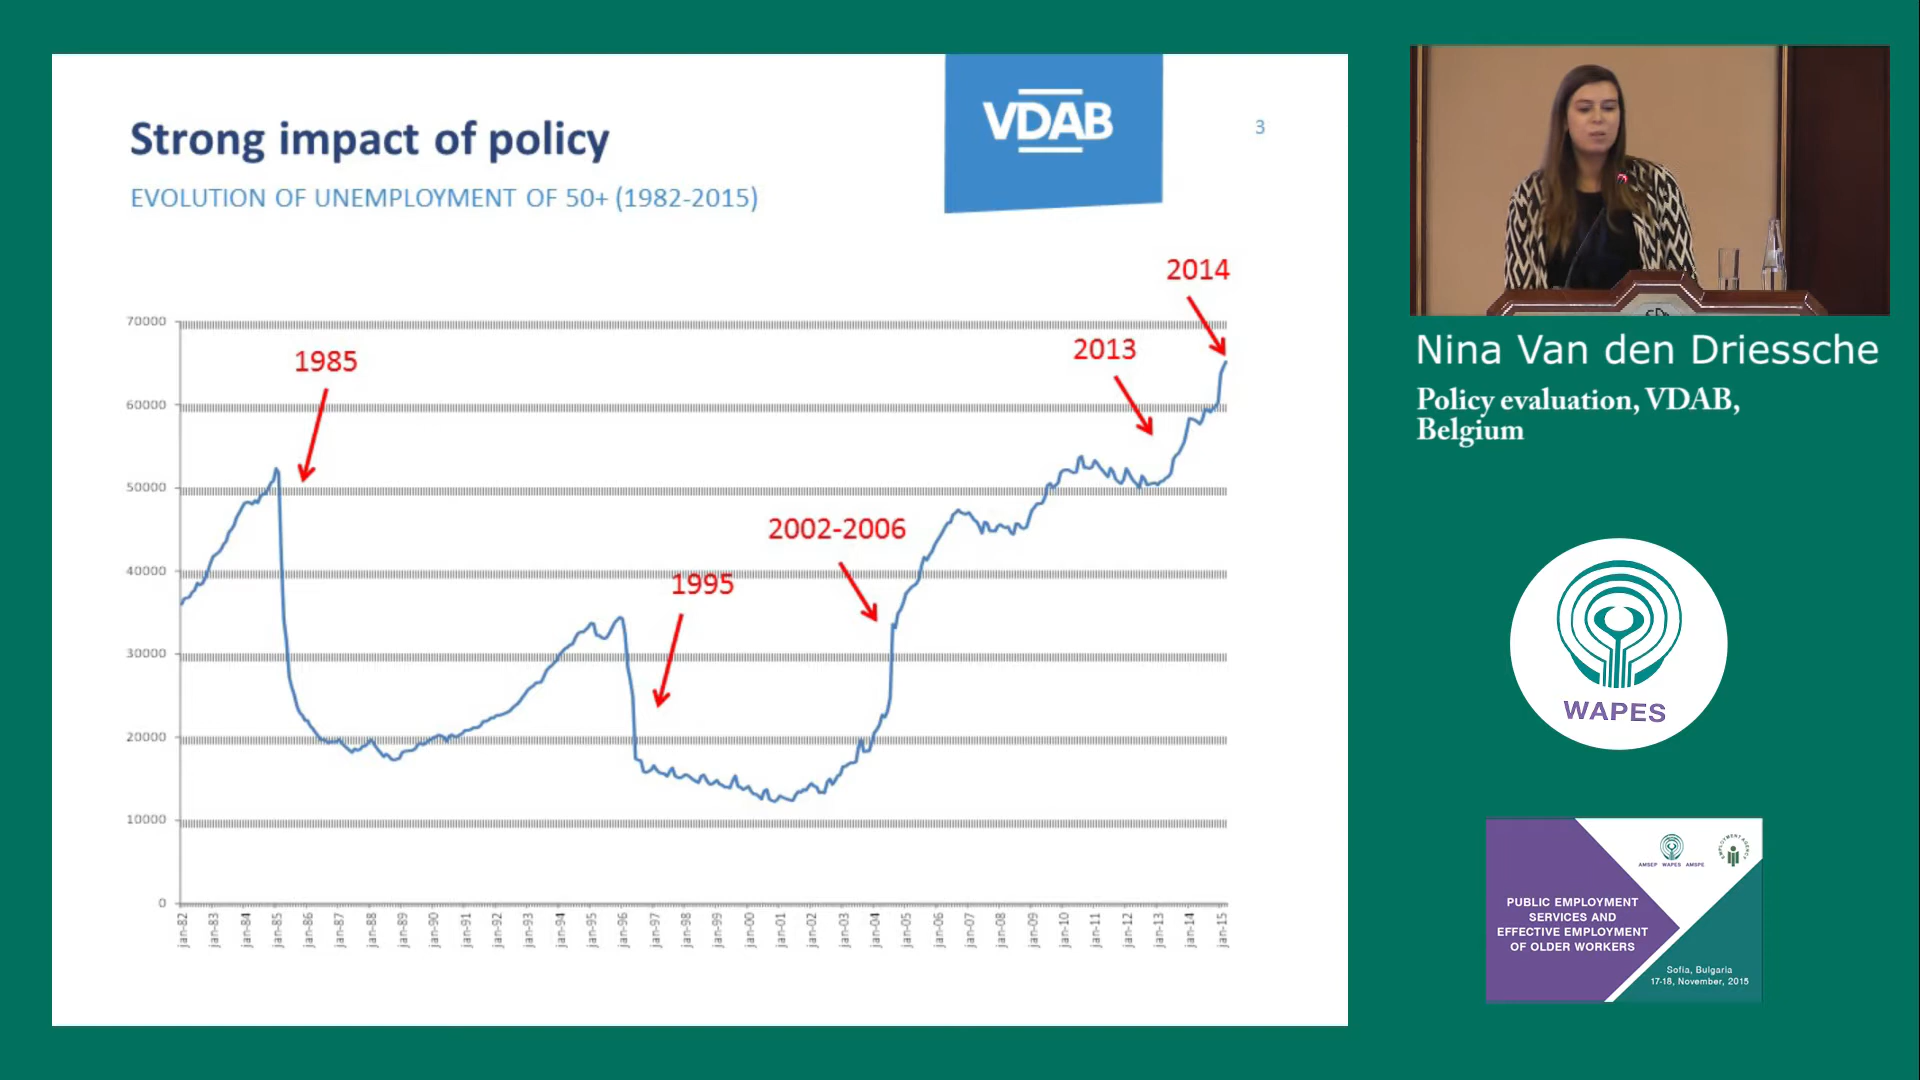 Strong impact of policy
EVOLUTION OF UNEMPLOYMENT OF 50+ (1982-2015)
VDAB
3
2014
2013
1985
2002-2006
1995
70000
60000
50000
40000
30000
20000
10000
0
jan-82
jan-83
jan-84
jan-85
jan-86
jan-87
jan-88
jan-89
jan-90
jan-91
jan-92
jan-93
jan-94
jan-95
jan-96
jan-97
jan-98
jan-99
jan-00
jan-01
jan-02
jan-03
jan-04
jan-05
jan-06
jan-07
jan-08
jan-09
jan-10
jan-11
jan-12
jan-13
jan-14
jan-15
Nina Van den Driessche
Policy evaluation, VDAB,
Belgium
WAPES
AMSEP WAPES AMSPE
EMPLOYMENT AGENCY
PUBLIC EMPLOYMENT
SERVICES AND
EFFECTIVE EMPLOYMENT
OF OLDER WORKERS
Sofia, Bulgaria
17-18, November, 2015